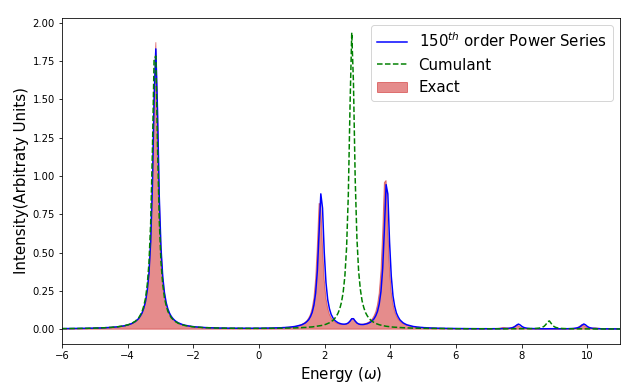 2.00
1.75
1.50
1.25
1.00
0.75
0.50
0.25
0.00
Intensity(Arbitraty Units)
150th order Power Series
Cumulant
Exact
−6 −4 −2 0 2 4 6 8 10
Energy (ω)